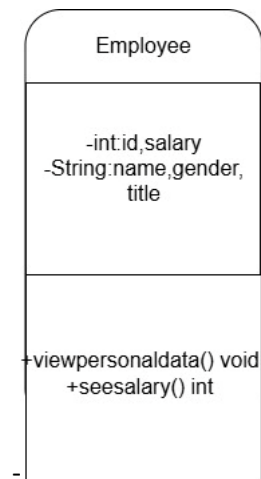 Employee
-int:id,salary
-String:name,gender,
title
+viewpersonaldata() void
+seesalary() int
-